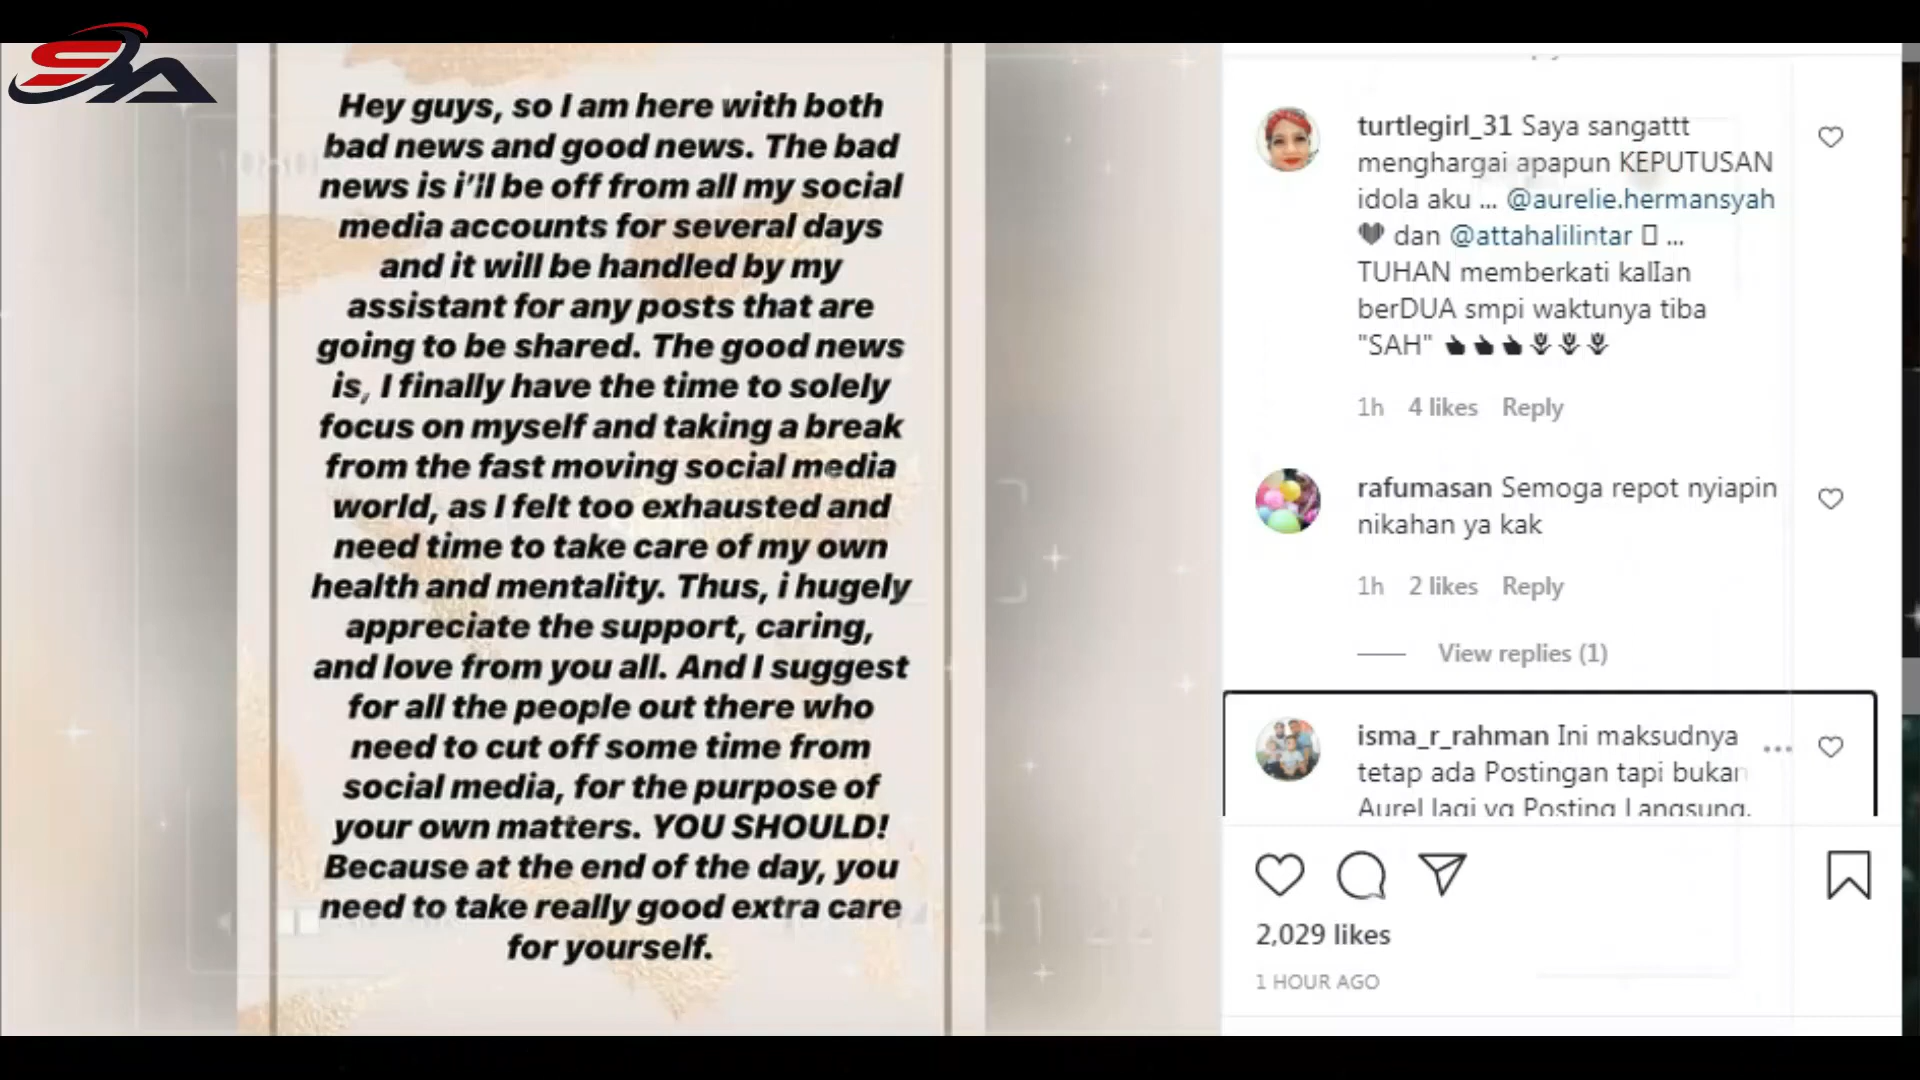 SA
Hey guys, so I am here with both
bad news and good news. The bad
news is i'll be off from all my social
media accounts for several days
and it will be handled by my
assistant for any posts that are
going to be shared. The good news
is, I finally have the time to solely
focus on myself and taking a break
from the fast moving social media
world, as I felt too exhausted and
need time to take care of my own
health and mentality. Thus, i hugely
appreciate the support, caring,
and love from you all. And I suggest
for all the people out there who
need to cut off some time from
social media, for the purpose of
your own matters. YOU SHOULD!
Because at the end of the day, you
need to take really good extra care
for yourself.
turtlegirl_31 Saya sangattt
menghargai apapun KEPUTUSAN
idola aku ... @aurelie.hermansyah
🖤 dan @attahalilintar ▯ ...
TUHAN memberkati kalIan
berDUA smpi waktunya tiba
"SAH" 👍👍👍🌷🌷🌷
1h 4 likes Reply
rafumasan Semoga repot nyiapin
nikahan ya kak
1h 2 likes Reply
View replies (1)
isma_r_rahman Ini maksudnya
tetap ada Postingan tapi bukan
Aurel lagi yg Posting Langsung.
2,029 likes
1 HOUR AGO